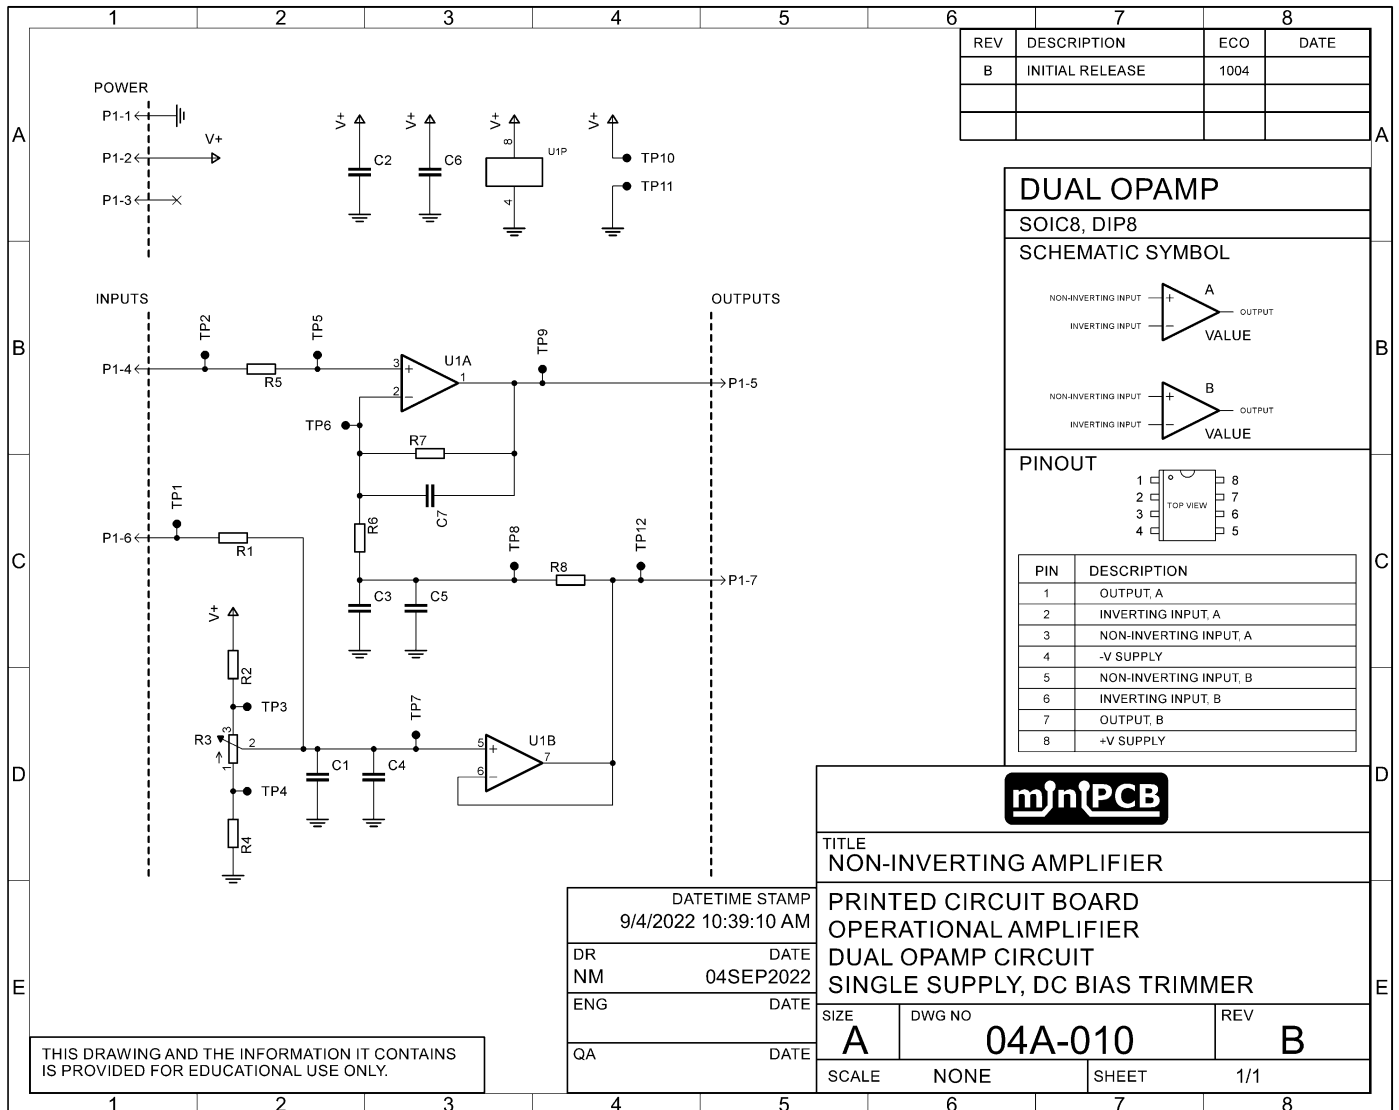 1 2 3 4 5 6 7 8
REV DESCRIPTION ECO DATE
B INITIAL RELEASE 1004
A A
B B
C C
D D
E E
POWER
P1-1
P1-2 V+
P1-3
V+ C2
V+ C6
V+ 8 U1P 4
V+ TP10
TP11
INPUTS
OUTPUTS
P1-4 TP2 R5 TP5
3 + U1A 1
2 -
TP9 P1-5
TP6
R7
C7
R6
P1-6 TP1 R1
C3 C5 TP8 R8 TP12 P1-7
V+
R2
TP3
R3 3 2 1
TP4
R4
C1 C4 TP7
5 + U1B 7
6 -
DUAL OPAMP
SOIC8, DIP8
SCHEMATIC SYMBOL
NON-INVERTING INPUT + A OUTPUT
INVERTING INPUT - VALUE
NON-INVERTING INPUT + B OUTPUT
INVERTING INPUT - VALUE
PINOUT
1 8
2 TOP VIEW 7
3 6
4 5
PIN DESCRIPTION
1 OUTPUT, A
2 INVERTING INPUT, A
3 NON-INVERTING INPUT, A
4 -V SUPPLY
5 NON-INVERTING INPUT, B
6 INVERTING INPUT, B
7 OUTPUT, B
8 +V SUPPLY
miniPCB
TITLE
NON-INVERTING AMPLIFIER
PRINTED CIRCUIT BOARD
OPERATIONAL AMPLIFIER
DUAL OPAMP CIRCUIT
SINGLE SUPPLY, DC BIAS TRIMMER
DATETIME STAMP
9/4/2022 10:39:10 AM
DR DATE
NM 04SEP2022
ENG DATE
QA DATE
SIZE DWG NO REV
A 04A-010 B
SCALE NONE SHEET 1/1
THIS DRAWING AND THE INFORMATION IT CONTAINS
IS PROVIDED FOR EDUCATIONAL USE ONLY.
1 2 3 4 5 6 7 8